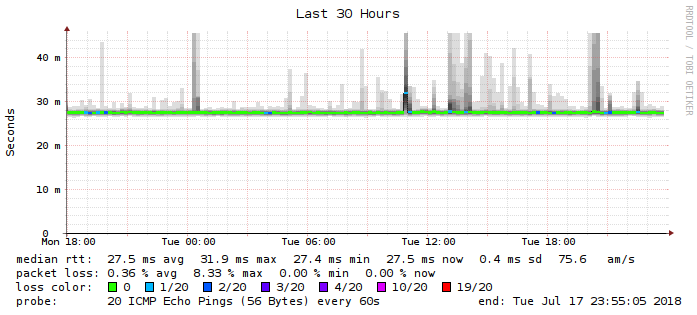 Last 30 Hours
RRDTOOL / TOBI OETIKER
Seconds
40 m
30 m
20 m
10 m
0
Mon 18:00 Tue 00:00 Tue 06:00 Tue 12:00 Tue 18:00
median rtt: 27.5 ms avg 31.9 ms max 27.4 ms min 27.5 ms now 0.4 ms sd 75.6 am/s
packet loss: 0.36 % avg 8.33 % max 0.00 % min 0.00 % now
loss color: 0 1/20 2/20 3/20 4/20 10/20 19/20
probe: 20 ICMP Echo Pings (56 Bytes) every 60s end: Tue Jul 17 23:55:05 2018